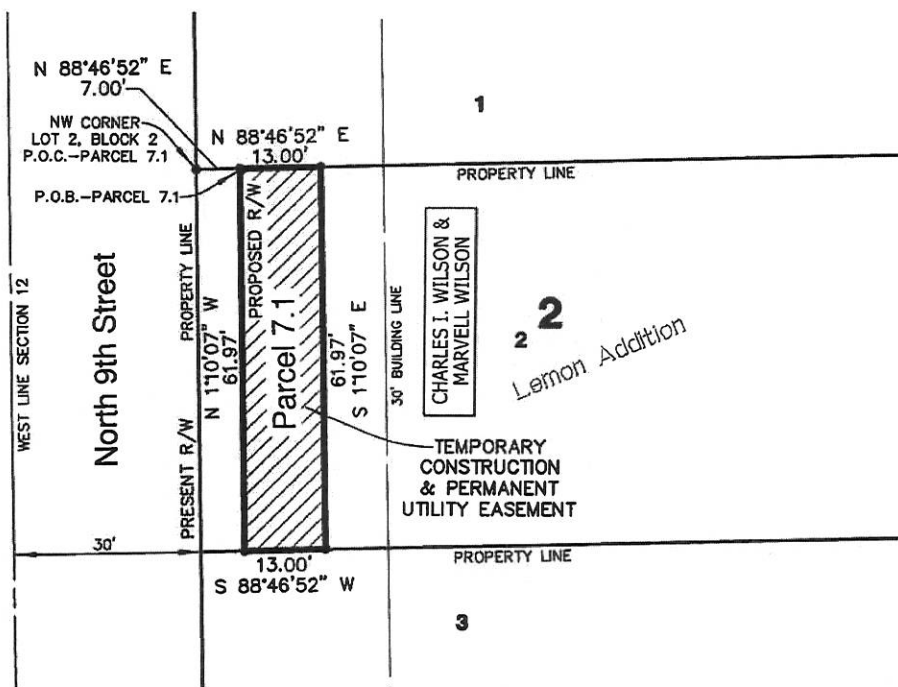 N 88°46'52" E
7.00'
NW CORNER
LOT 2, BLOCK 2
P.O.C.-PARCEL 7.1
P.O.B.-PARCEL 7.1
N 88°46'52" E
13.00'
1
PROPERTY LINE
WEST LINE SECTION 12
North 9th Street
PROPERTY LINE
PRESENT R/W
N 1°10'07" W
61.97'
PROPOSED R/W
Parcel 7.1
61.97'
S 1°10'07" E
30' BUILDING LINE
CHARLES I. WILSON &
MARVELL WILSON
2 2
Lemon Addition
TEMPORARY
CONSTRUCTION
& PERMANENT
UTILITY EASEMENT
30'
13.00'
S 88°46'52" W
PROPERTY LINE
3